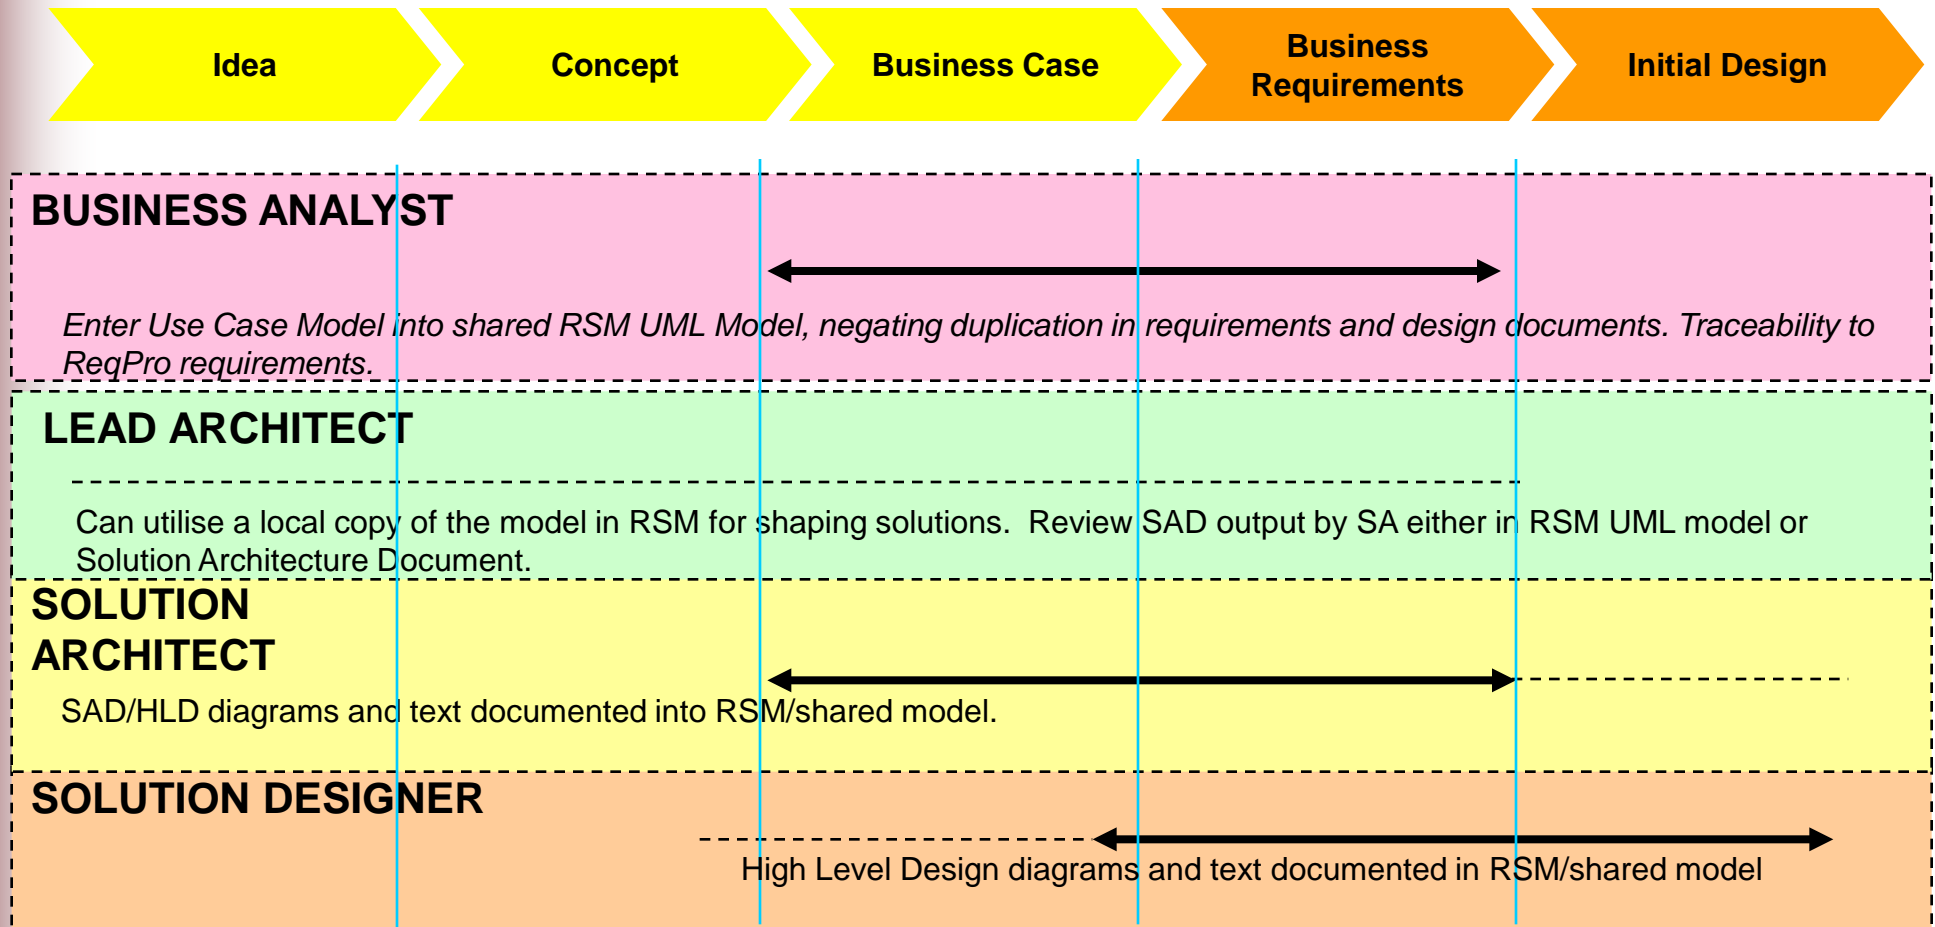 Idea
Concept
Business Case
Business
Requirements
Initial Design
BUSINESS ANALYST
Enter Use Case Model into shared RSM UML Model, negating duplication in requirements and design documents. Traceability to
ReqPro requirements.
LEAD ARCHITECT
Can utilise a local copy of the model in RSM for shaping solutions.  Review SAD output by SA either in RSM UML model or
Solution Architecture Document.
SOLUTION
ARCHITECT
SAD/HLD diagrams and text documented into RSM/shared model.
SOLUTION DESIGNER
High Level Design diagrams and text documented in RSM/shared model